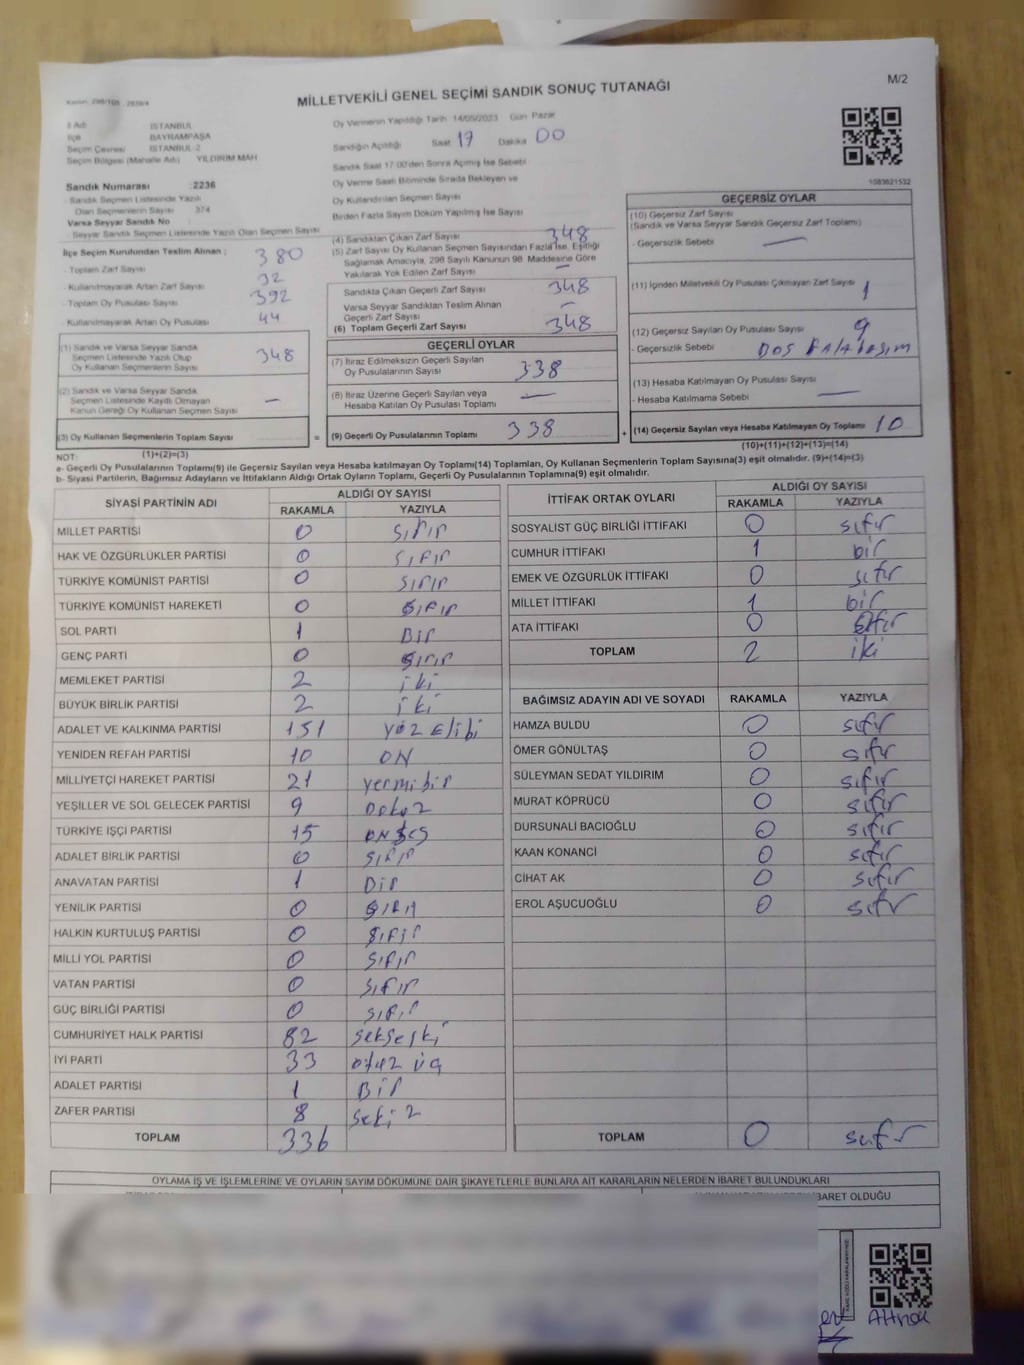 M/2
MİLLETVEKİLİ GENEL SEÇİMİ SANDIK SONUÇ TUTANAĞI
İl Adı İSTANBUL
İlçe BAYRAMPAŞA
Seçim Çevresi İSTANBUL 2
Seçim Bölgesi (Mahalle Adı) YILDIRIM MAH
Oy Vermenin Yapıldığı Tarih 14/05/2023 Gün Pazar
Sandığın Açıldığı Saat 17 Dakika 00
Sandık Saat 17.00'den Sonra Açılmış İse Sebebi
Oy Verme Saati Bitiminde Sırada Bekleyen ve
Oy Kullandırılan Seçmen Sayısı
Birden Fazla Sayım Döküm Yapılmış İse Sayısı
1083621532
Sandık Numarası : 2236
- Sandık Seçmen Listesinde Yazılı
Olan Seçmenlerin Sayısı 374
Varsa Seyyar Sandık No :
Seyyar Sandık Seçmen Listesinde Yazılı Olan Seçmen Sayısı
İlçe Seçim Kurulundan Teslim Alınan ;
- Toplam Zarf Sayısı 380
- Kullanılmayarak Artan Zarf Sayısı 32
- Toplam Oy Pusulası Sayısı 392
- Kullanılmayarak Artan Oy Pusulası 44
(1) Sandık ve Varsa Seyyar Sandık
Seçmen Listesinde Yazılı Olup
Oy Kullanan Seçmenlerin Sayısı 348
(2) Sandık ve Varsa Seyyar Sandık
Seçmen Listesinde Kaydı Olmayan
Kanun Gereği Oy Kullanan Seçmen Sayısı —
(3) Oy Kullanan Seçmenlerin Toplam Sayısı
(1)+(2)=(3)
(4) Sandıktan Çıkan Zarf Sayısı 348
(5) Zarf Sayısı Oy Kullanan Seçmen Sayısından Fazla İse, Eşitliği
Sağlamak Amacıyla, 298 Sayılı Kanunun 98. Maddesine Göre
Yakılarak Yok Edilen Zarf Sayısı —
Sandıkta Çıkan Geçerli Zarf Sayısı 348
Varsa Seyyar Sandıktan Teslim Alınan
Geçerli Zarf Sayısı —
(6) Toplam Geçerli Zarf Sayısı 348
GEÇERLİ OYLAR
(7) İtiraz Edilmeksizin Geçerli Sayılan
Oy Pusulalarının Sayısı 338
(8) İtiraz Üzerine Geçerli Sayılan veya
Hesaba Katılan Oy Pusulası Toplamı —
= (9) Geçerli Oy Pusulalarının Toplamı 338
GEÇERSİZ OYLAR
(10) Geçersiz Zarf Sayısı
(Sandık ve Varsa Seyyar Sandık Geçersiz Zarf Toplamı)
- Geçersizlik Sebebi —
(11) İçinden Milletvekili Oy Pusulası Çıkmayan Zarf Sayısı 1
(12) Geçersiz Sayılan Oy Pusulası Sayısı 9
- Geçersizlik Sebebi
(13) Hesaba Katılmayan Oy Pusulası Sayısı —
- Hesaba Katılmama Sebebi
+ (14) Geçersiz Sayılan veya Hesaba Katılmayan Oy Toplamı 10
(10)+(11)+(12)+(13)=(14)
NOT:
a- Geçerli Oy Pusulalarının Toplamı(9) ile Geçersiz Sayılan veya Hesaba katılmayan Oy Toplamı(14) Toplamları, Oy Kullanan Seçmenlerin Toplam Sayısına(3) eşit olmalıdır. (9)+(14)=(3)
b- Siyasi Partilerin, Bağımsız Adayların ve İttifakların Aldığı Ortak Oyların Toplamı, Geçerli Oy Pusulalarının Toplamına(9) eşit olmalıdır.
SİYASİ PARTİNİN ADI ALDIĞI OY SAYISI
RAKAMLA YAZIYLA
MİLLET PARTİSİ 0 sıfır
HAK VE ÖZGÜRLÜKLER PARTİSİ 0 sıfır
TÜRKİYE KOMÜNİST PARTİSİ 0 sıfır
TÜRKİYE KOMÜNİST HAREKETİ 0 sıfır
SOL PARTİ 1 Bir
GENÇ PARTİ 0 sıfır
MEMLEKET PARTİSİ 2 iki
BÜYÜK BİRLİK PARTİSİ 2 iki
ADALET VE KALKINMA PARTİSİ 151 yüz elibi
YENİDEN REFAH PARTİSİ 10 ON
MİLLİYETÇİ HAREKET PARTİSİ 21 yermibir
YEŞİLLER VE SOL GELECEK PARTİSİ 9 Dokuz
TÜRKİYE İŞÇİ PARTİSİ 15
ADALET BİRLİK PARTİSİ 0 sıfır
ANAVATAN PARTİSİ 1 Bir
YENİLİK PARTİSİ 0 sıfır
HALKIN KURTULUŞ PARTİSİ 0 sıfır
MİLLİ YOL PARTİSİ 0 sıfır
VATAN PARTİSİ 0 sıfır
GÜÇ BİRLİĞİ PARTİSİ 0 sıfır
CUMHURİYET HALK PARTİSİ 82
İYİ PARTİ 33 otuz üç
ADALET PARTİSİ 1 Bir
ZAFER PARTİSİ 8 sekiz
TOPLAM 336
İTTİFAK ORTAK OYLARI ALDIĞI OY SAYISI
RAKAMLA YAZIYLA
SOSYALİST GÜÇ BİRLİĞİ İTTİFAKI 0 sıfır
CUMHUR İTTİFAKI 1 bir
EMEK VE ÖZGÜRLÜK İTTİFAKI 0 sıfır
MİLLET İTTİFAKI 1 bir
ATA İTTİFAKI 0 sıfır
TOPLAM 2 iki
BAĞIMSIZ ADAYIN ADI VE SOYADI RAKAMLA YAZIYLA
HAMZA BULDU 0 sıfır
ÖMER GÖNÜLTAŞ 0 sıfır
SÜLEYMAN SEDAT YILDIRIM 0 sıfır
MURAT KÖPRÜCÜ 0 sıfır
DURSUNALİ BACIOĞLU 0 sıfır
KAAN KONANCİ 0 sıfır
CİHAT AK 0 sıfır
EROL AŞUCUOĞLU 0 sıfır
TOPLAM 0 sıfır
OYLAMA İŞ VE İŞLEMLERİNE VE OYLARIN SAYIM DÖKÜMÜNE DAİR ŞİKAYETLERLE BUNLARA AİT KARARLARIN NELERDEN İBARET BULUNDUKLARI
İBARET OLDUĞU